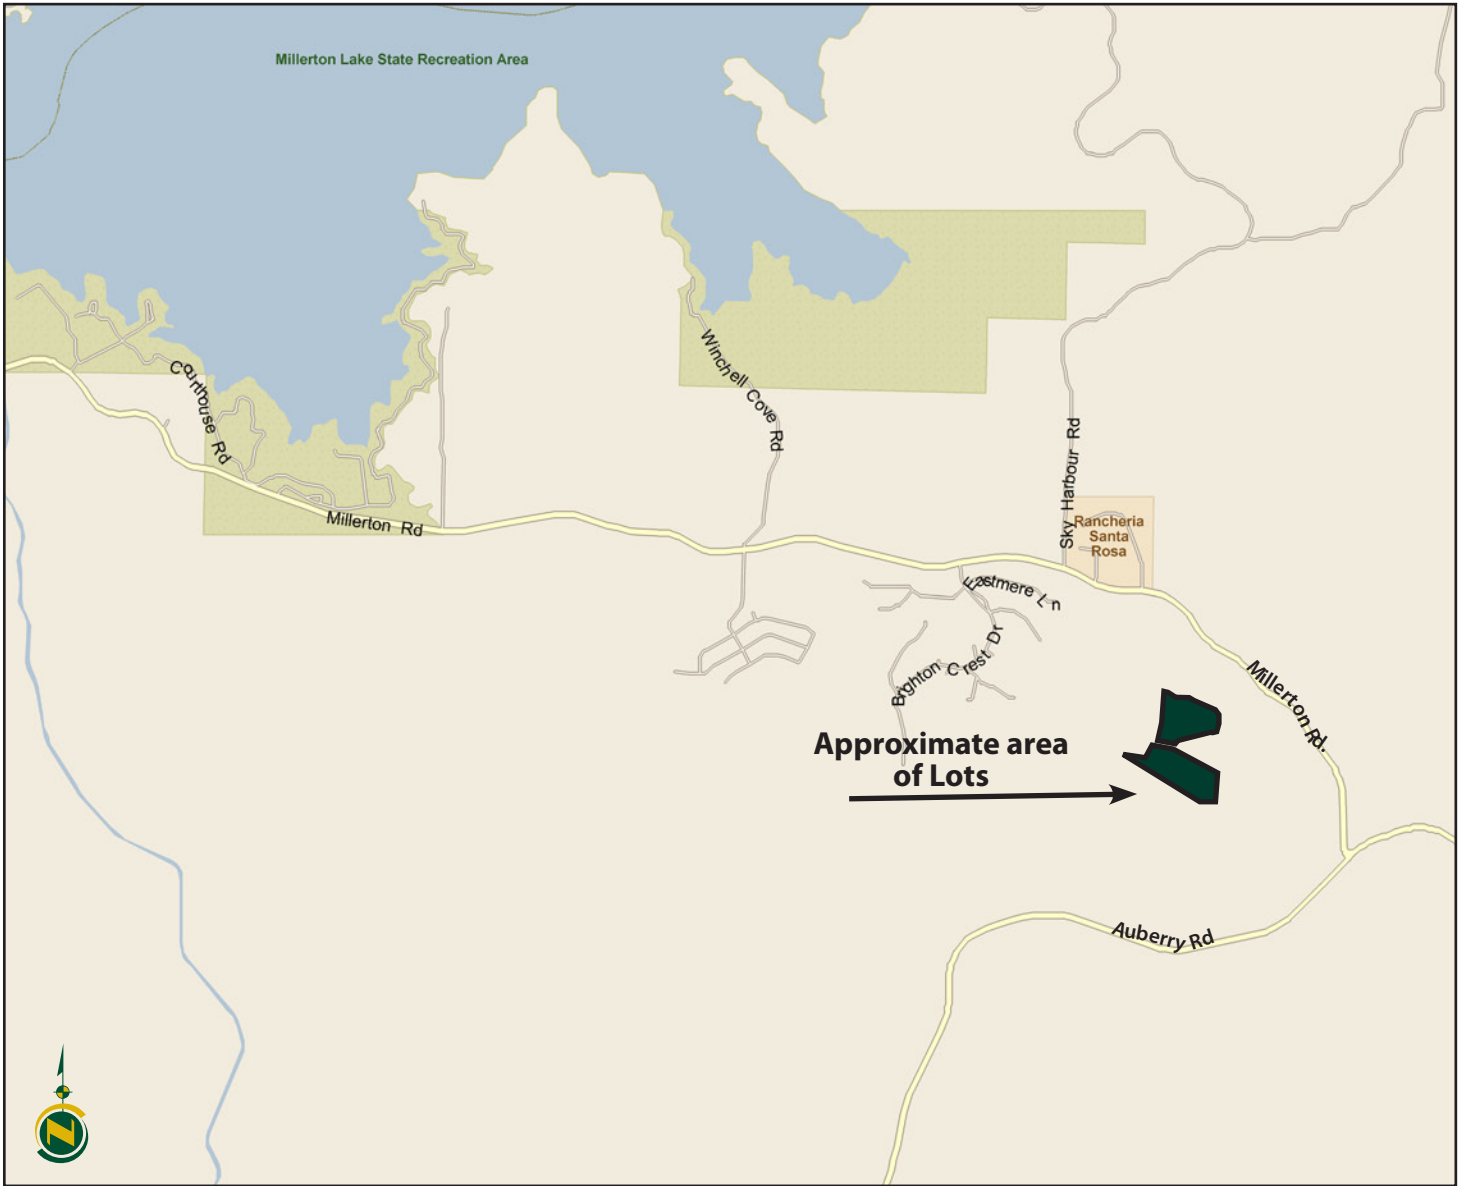 Millerton Lake State Recreation Area
Courthouse Rd
Winchell Cove Rd
Sky Harbour Rd
Millerton Rd
Rancheria
Santa
Rosa
Eastmere Ln
Brighton Crest Dr
Millerton Rd.
Approximate area
of Lots
Auberry Rd
N